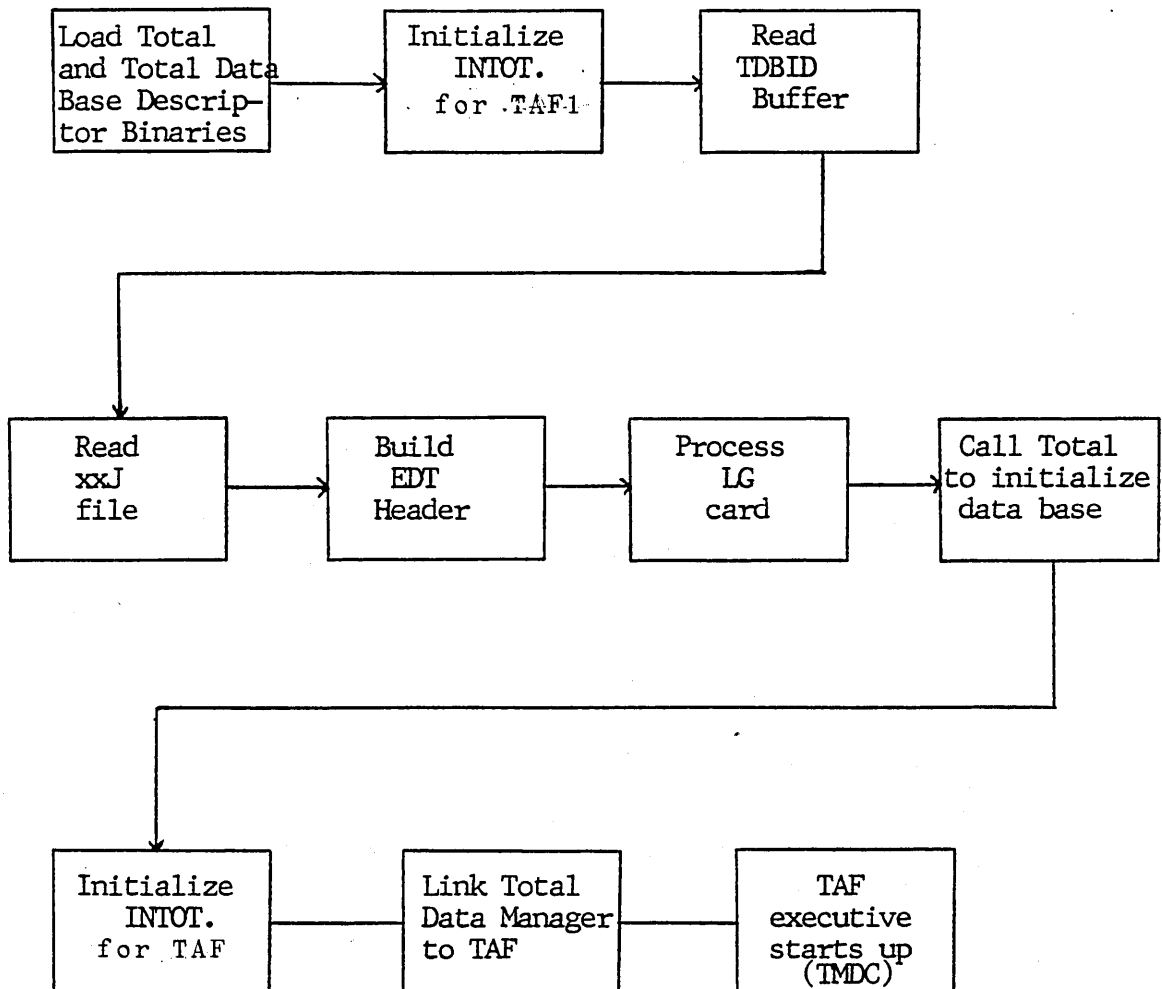 Load Total
and Total Data
Base Descrip-
tor Binaries
Initialize
INTOT.
for TAF1
Read
TDBID
Buffer
Read
xxJ
file
Build
EDT
Header
Process
LG
card
Call Total
to initialize
data base
Initialize
INTOT.
for TAF
Link Total
Data Manager
to TAF
TAF
executive
starts up
(TMDC)